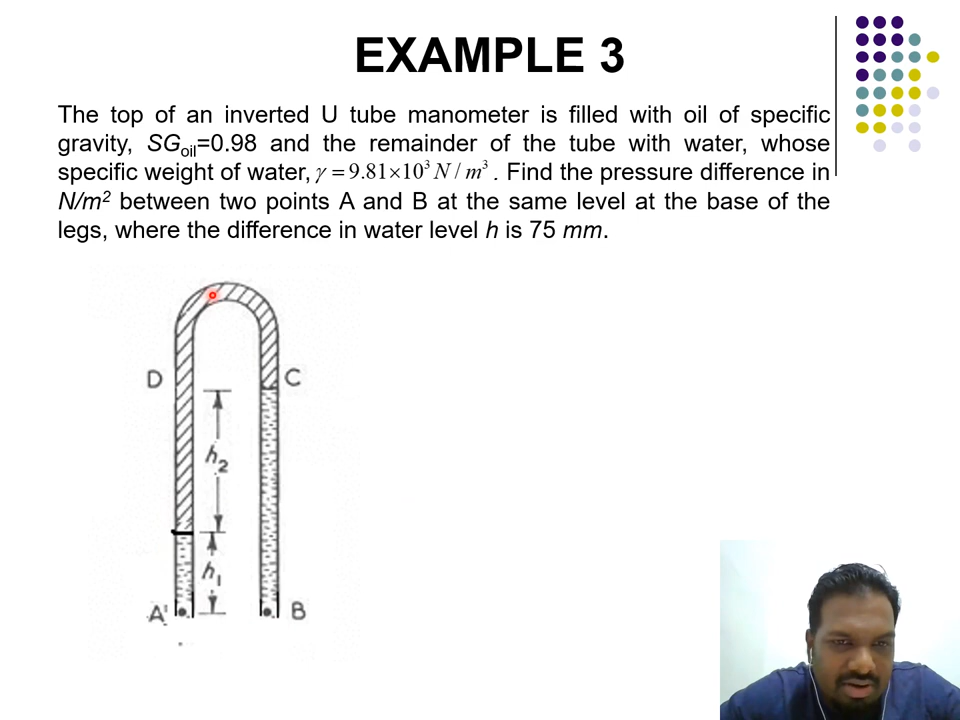 EXAMPLE 3
The top of an inverted U tube manometer is filled with oil of specific
gravity, SGoil=0.98 and the remainder of the tube with water, whose
specific weight of water, γ = 9.81×10³ N / m³ . Find the pressure difference in
N/m² between two points A and B at the same level at the base of the
legs, where the difference in water level h is 75 mm.
D C
h₂
h₁
A B